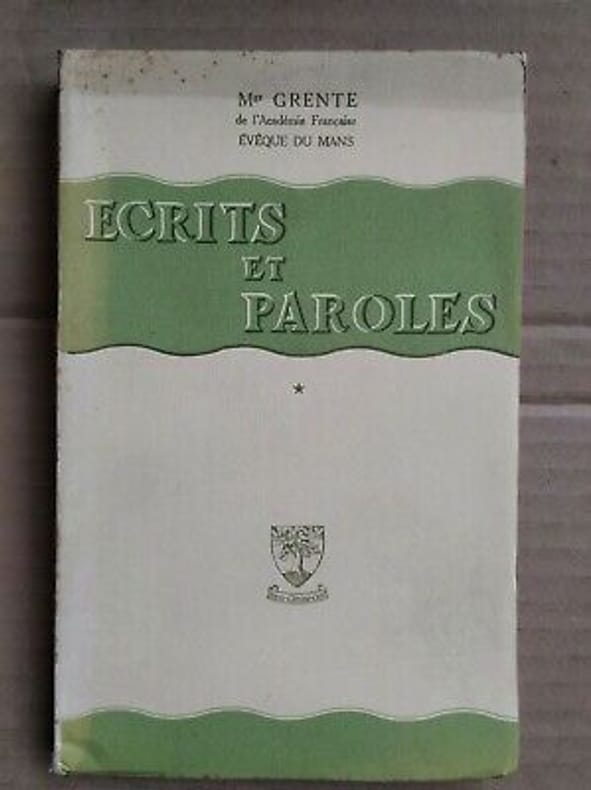 Mgr GRENTE
de l'Académie Française
ÉVÊQUE DU MANS
ECRITS
ET
PAROLES
*